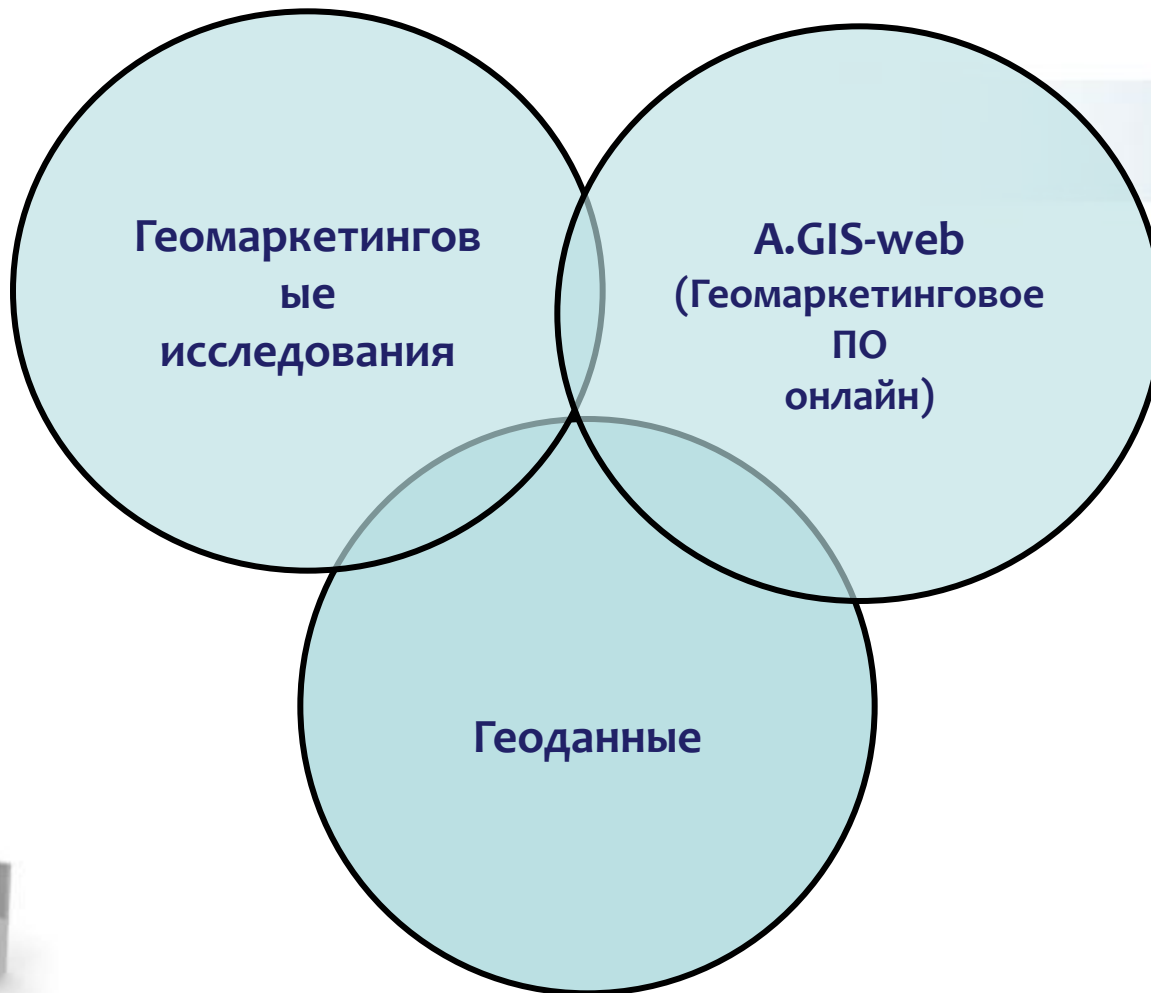 Геомаркетингов
ые
исследования
A.GIS-web
(Геомаркетинговое
ПО
онлайн)
Геоданные